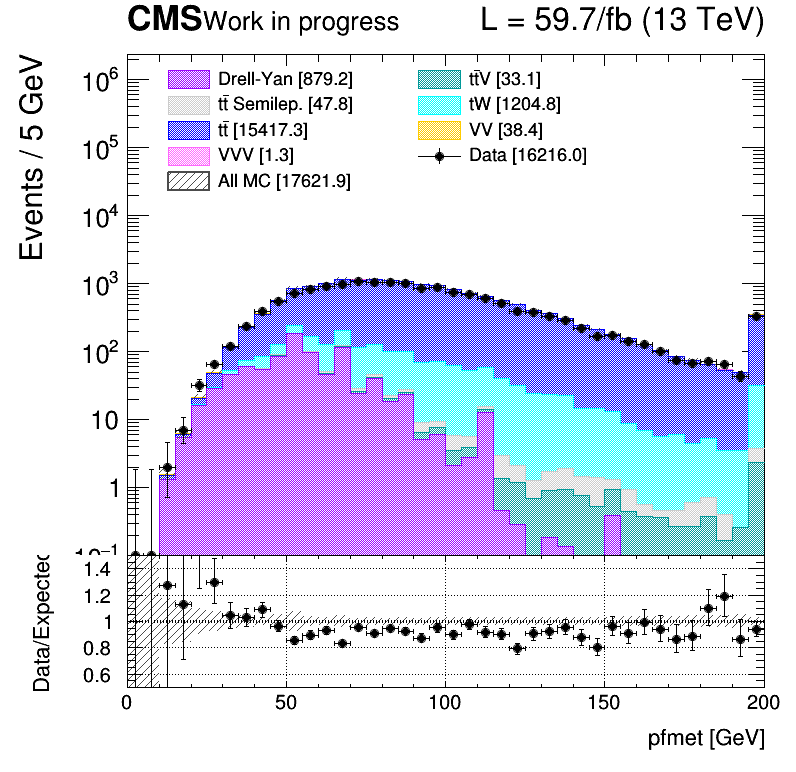 CMS Work in progress L = 59.7/fb (13 TeV)
Events / 5 GeV
10⁶
10⁵
10⁴
10³
10²
10
1
10⁻¹
Drell-Yan [879.2]
tt̄ Semilep. [47.8]
tt̄ [15417.3]
VVV [1.3]
All MC [17621.9]
tt̄V [33.1]
tW [1204.8]
VV [38.4]
Data [16216.0]
Data/Expected
1.4
1.2
1
0.8
0.6
0 50 100 150 200
pfmet [GeV]